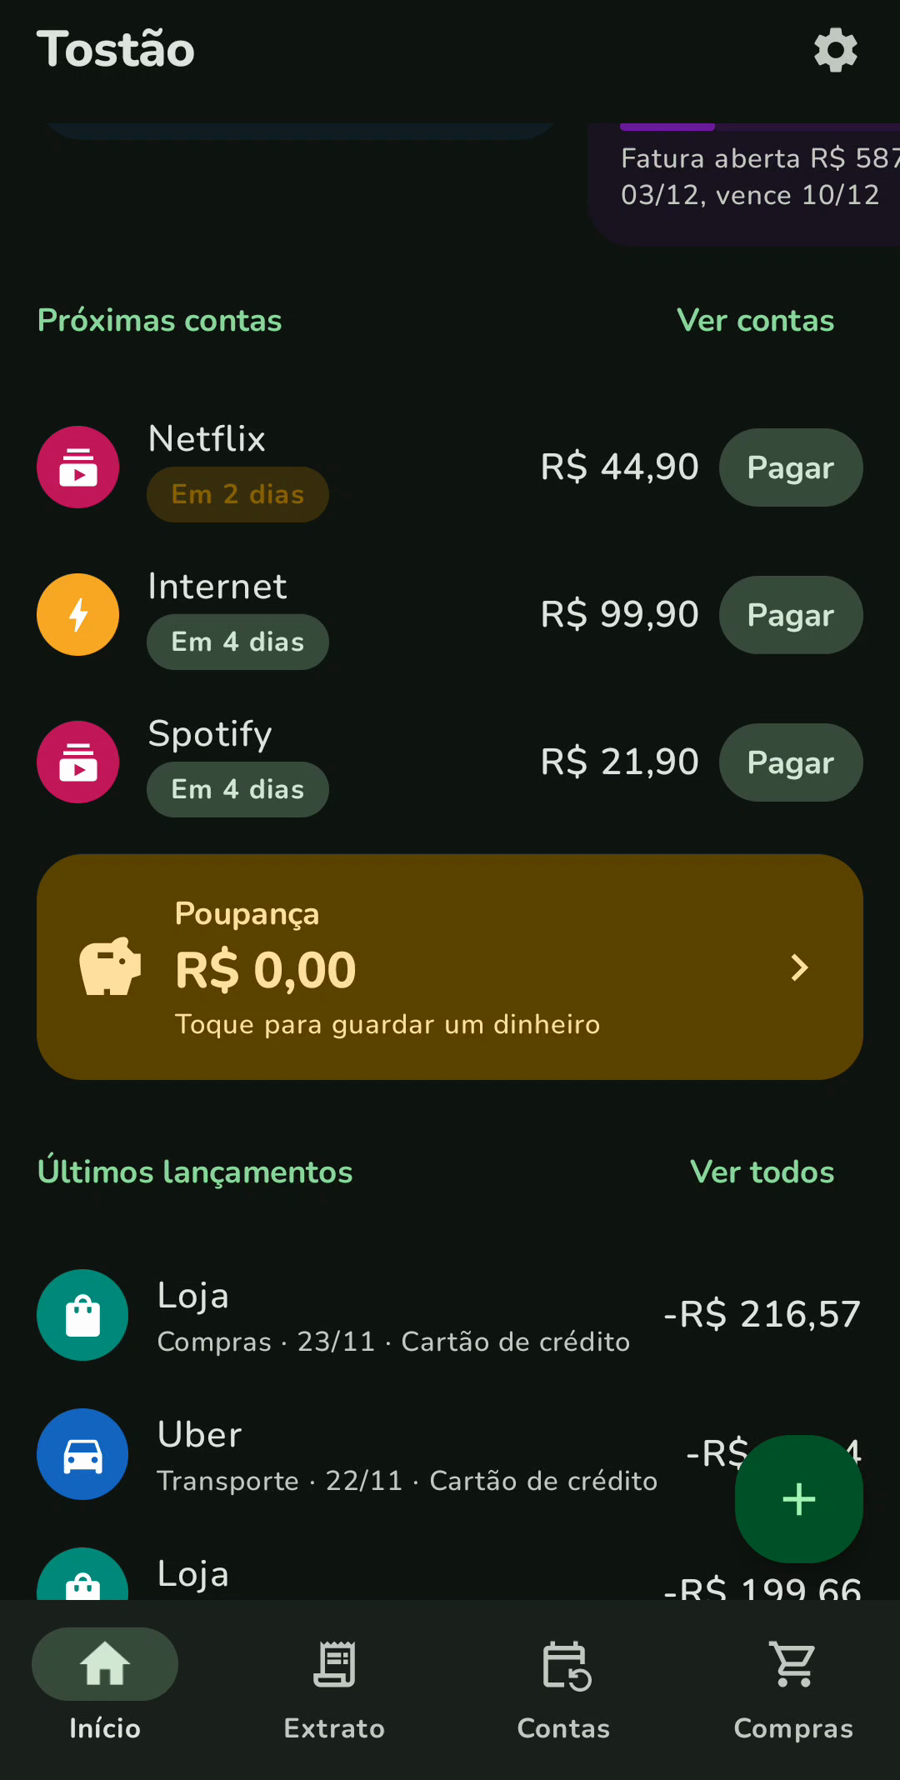 Tostão
Fatura aberta R$ 587
03/12, vence 10/12
Próximas contas
Ver contas
Netflix
Em 2 dias
R$ 44,90
Pagar
Internet
Em 4 dias
R$ 99,90
Pagar
Spotify
Em 4 dias
R$ 21,90
Pagar
Poupança
R$ 0,00
Toque para guardar um dinheiro
Últimos lançamentos
Ver todos
Loja
Compras · 23/11 · Cartão de crédito
-R$ 216,57
Uber
Transporte · 22/11 · Cartão de crédito
-R$
Loja
-R$ 199,66
Início
Extrato
Contas
Compras